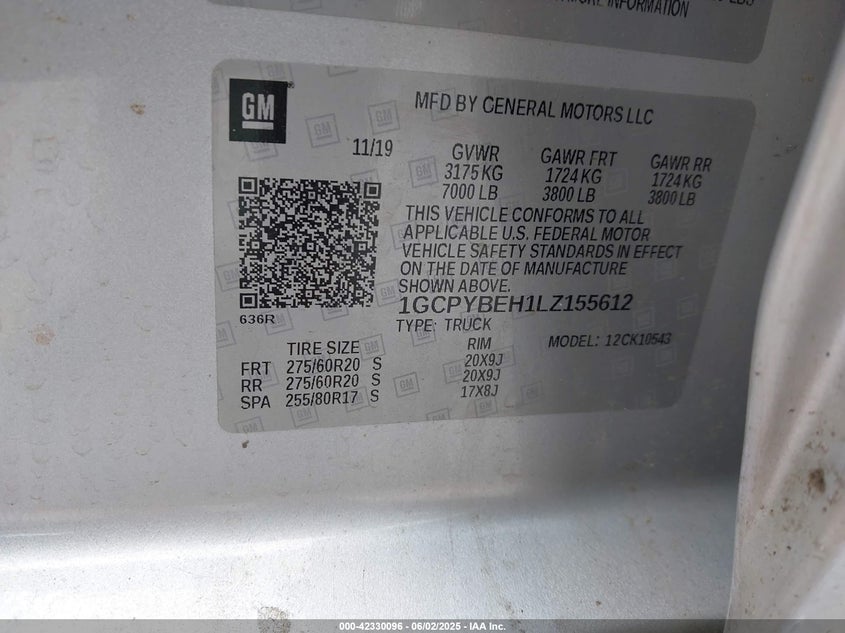 MORE INFORMATION
GM
MFD BY GENERAL MOTORS LLC
11/19
GVWR GAWR FRT GAWR RR
3175 KG 1724 KG 1724 KG
7000 LB 3800 LB 3800 LB
THIS VEHICLE CONFORMS TO ALL
APPLICABLE U.S. FEDERAL MOTOR
VEHICLE SAFETY STANDARDS IN EFFECT
ON THE DATE OF MANUFACTURE
SHOWN ABOVE.
1GCPYBEH1LZ155612
636R
TYPE: TRUCK
MODEL: 12CK10543
TIRE SIZE RIM
FRT 275/60R20 S 20X9J
RR 275/60R20 S 20X9J
SPA 255/80R17 S 17X8J
000-42330096 - 06/02/2025 - IAA Inc.